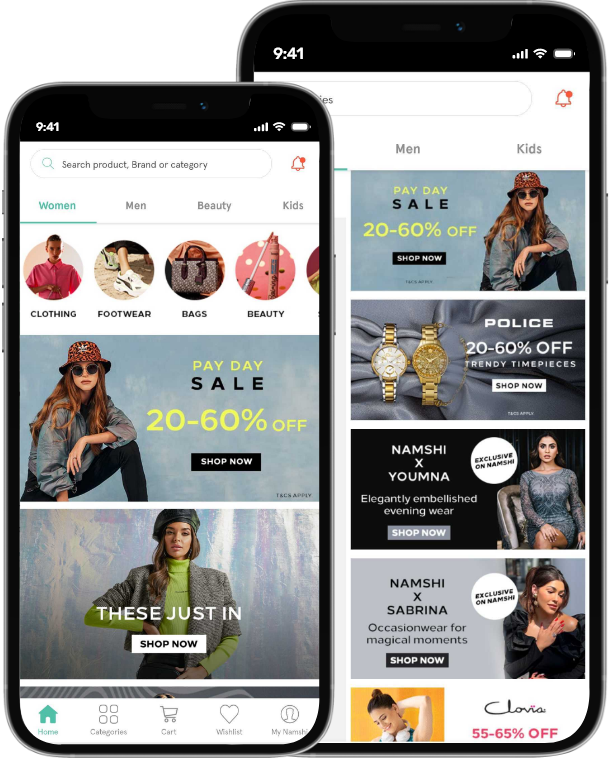 9:41
Search product, Brand or category
Women Men Beauty Kids
CLOTHING FOOTWEAR BAGS BEAUTY
PAY DAY
SALE
20-60% OFF
SHOP NOW
T&CS APPLY
THESE JUST IN
SHOP NOW
Home Categories Cart Wishlist My Namshi
9:41
ies
Men Kids
PAY DAY
SALE
20-60% OFF
SHOP NOW
T&CS APPLY
POLICE
20-60% OFF
TRENDY TIMEPIECES
SHOP NOW
T&CS APPLY
NAMSHI
X
YOUMNA
EXCLUSIVE
ON NAMSHI
Elegantly embellished
evening wear
SHOP NOW
NAMSHI
X
SABRINA
EXCLUSIVE
ON NAMSHI
Occasionwear for
magical moments
SHOP NOW
Clovia
55-65% OFF